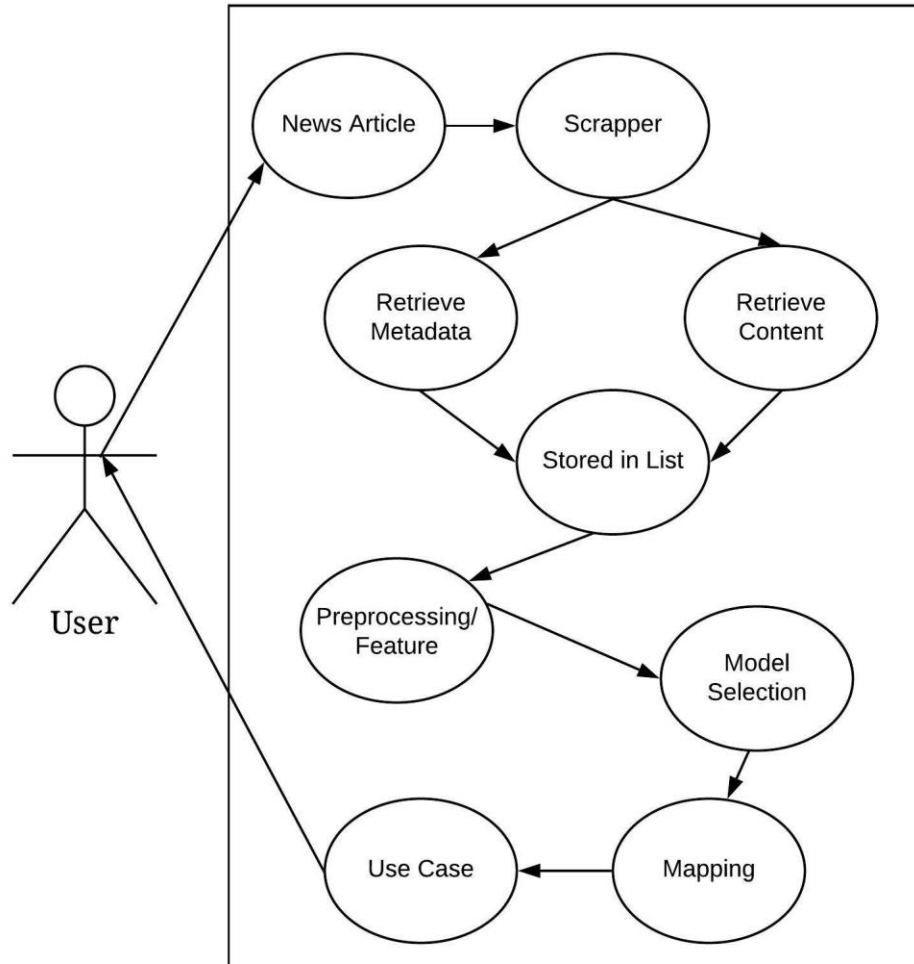 News Article
Scrapper
Retrieve
Metadata
Retrieve
Content
Stored in List
User
Preprocessing/
Feature
Model
Selection
Use Case
Mapping